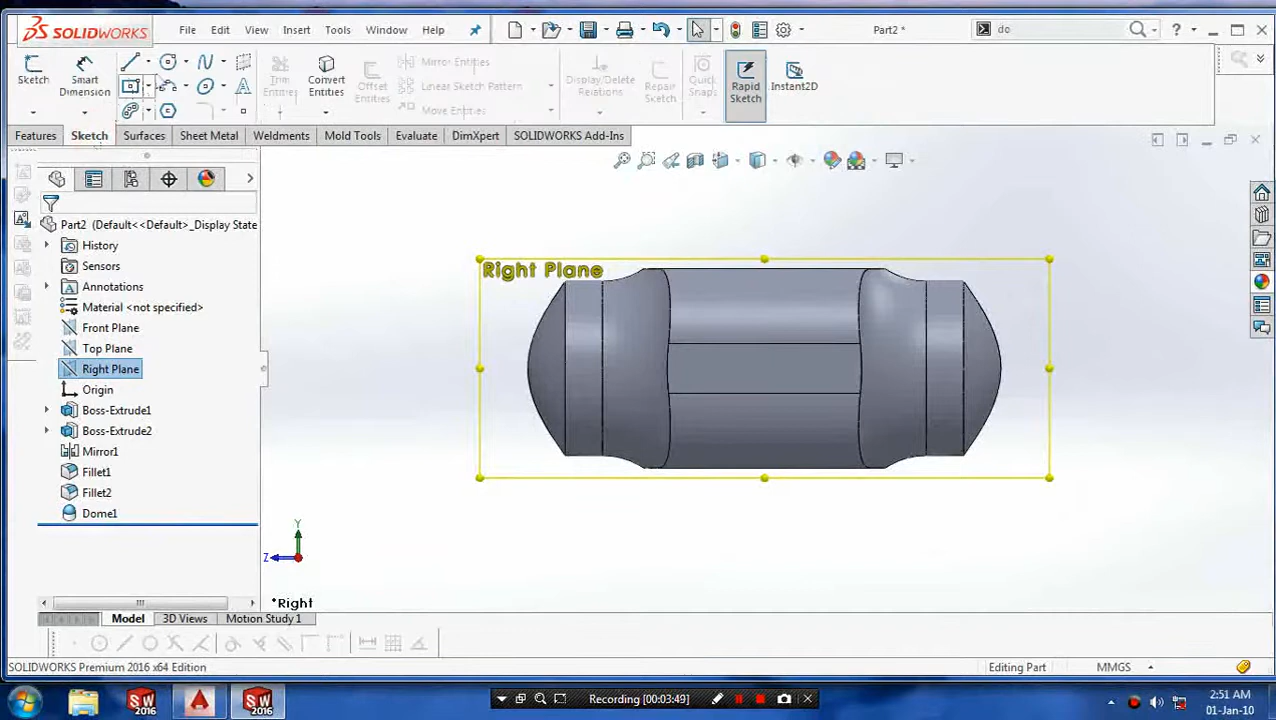 SOLIDWORKS
File Edit View Insert Tools Window Help
Part2 *
do
Sketch
Smart Dimension
Trim Entities
Convert Entities
Offset Entities
Mirror Entities
Linear Sketch Pattern
Move Entities
Display/Delete Relations
Repair Sketch
Quick Snaps
Rapid Sketch
Instant2D
Features Sketch Surfaces Sheet Metal Weldments Mold Tools Evaluate DimXpert SOLIDWORKS Add-Ins
Part2 (Default<<Default>_Display State
History
Sensors
Annotations
Material <not specified>
Front Plane
Top Plane
Right Plane
Origin
Boss-Extrude1
Boss-Extrude2
Mirror1
Fillet1
Fillet2
Dome1
Right Plane
Y
Z
*Right
Model 3D Views Motion Study 1
SOLIDWORKS Premium 2016 x64 Edition
Editing Part
MMGS
SW 2016
SW 2016
Recording [00:03:49]
2:51 AM
01-Jan-10